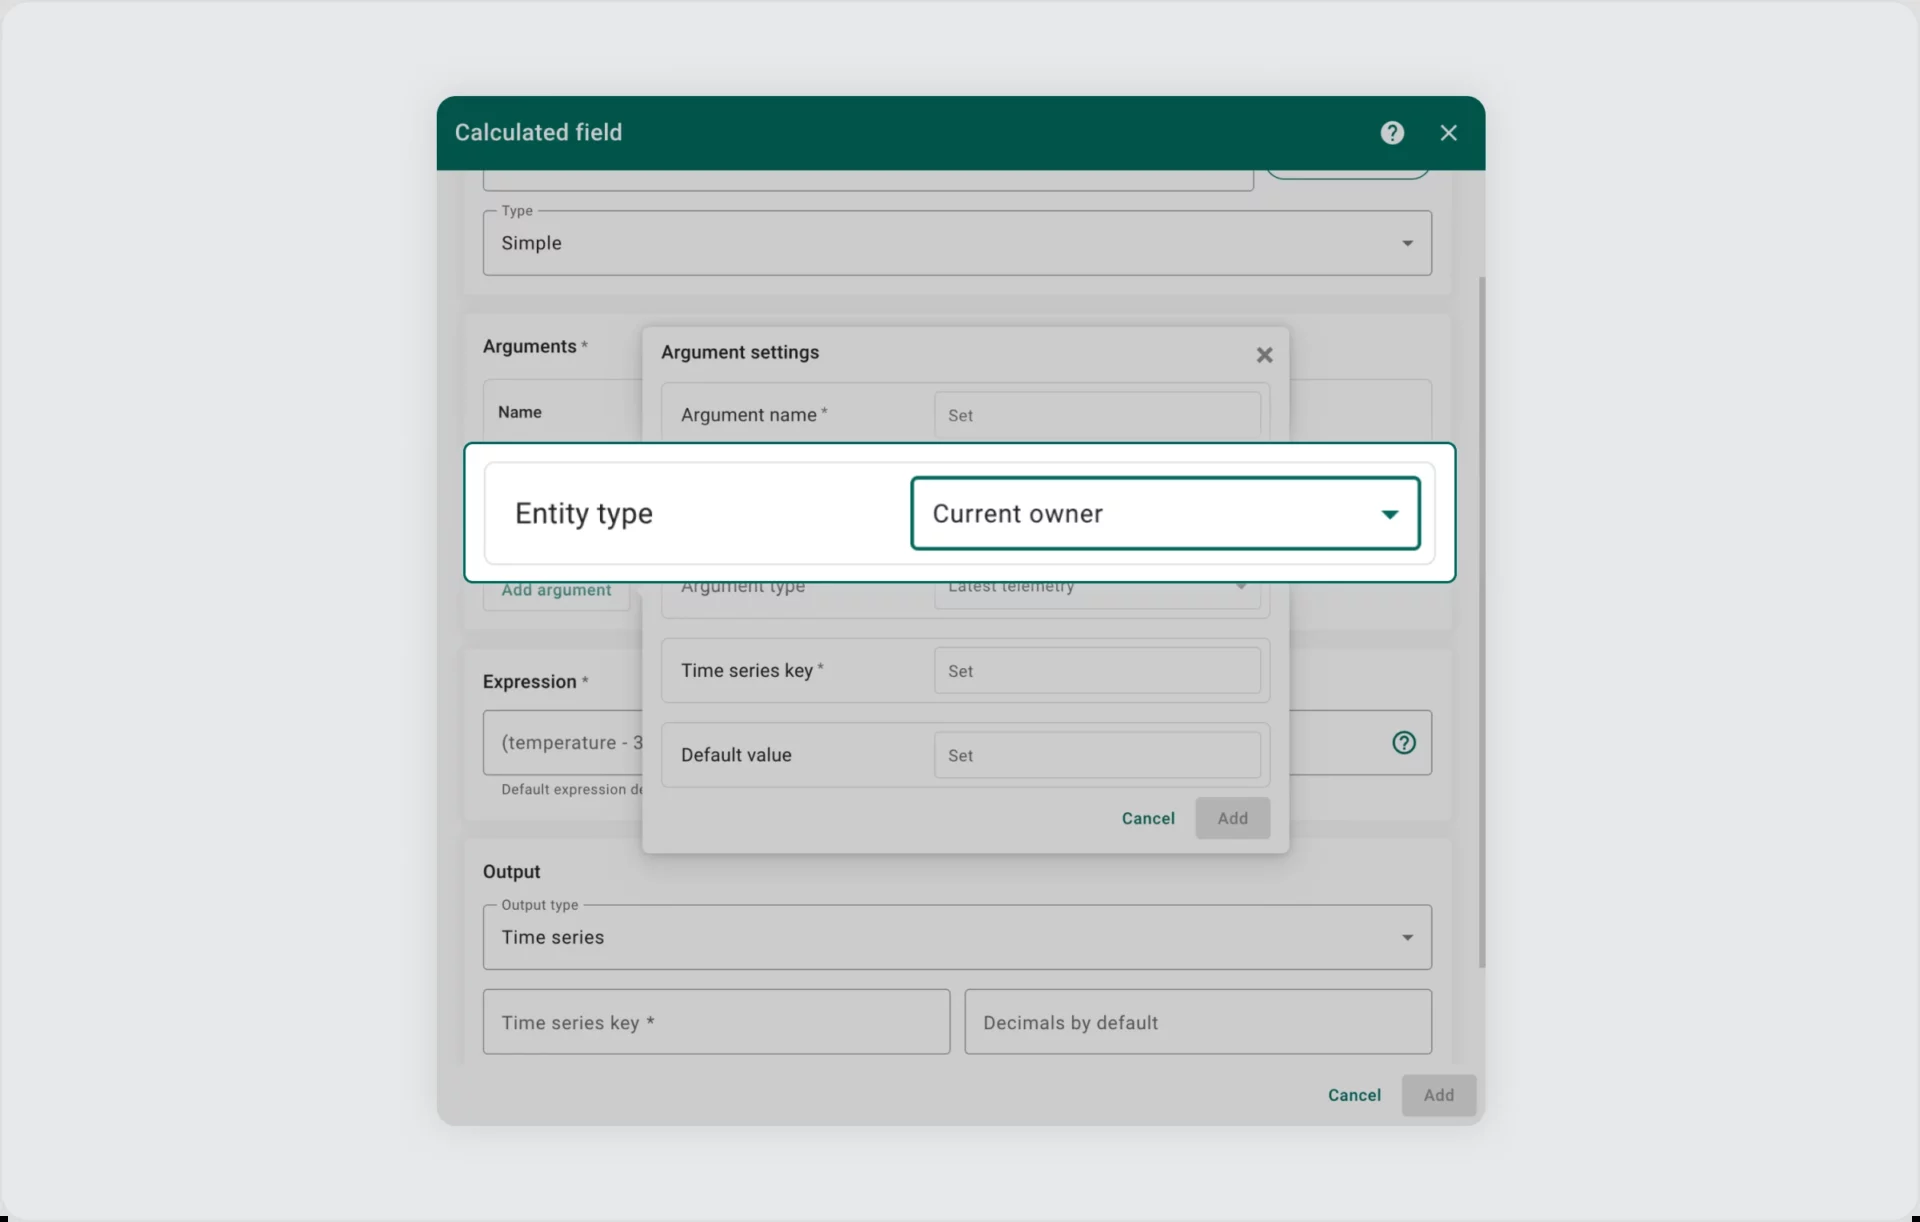 Calculated field
Type
Simple
Arguments *
Argument settings
Name
Argument name *
Set
Entity type
Current owner
Add argument
Argument type
Latest telemetry
Time series key *
Set
Expression *
(temperature - 3
Default value
Set
Default expression de
Cancel
Add
Output
Output type
Time series
Time series key *
Decimals by default
Cancel
Add